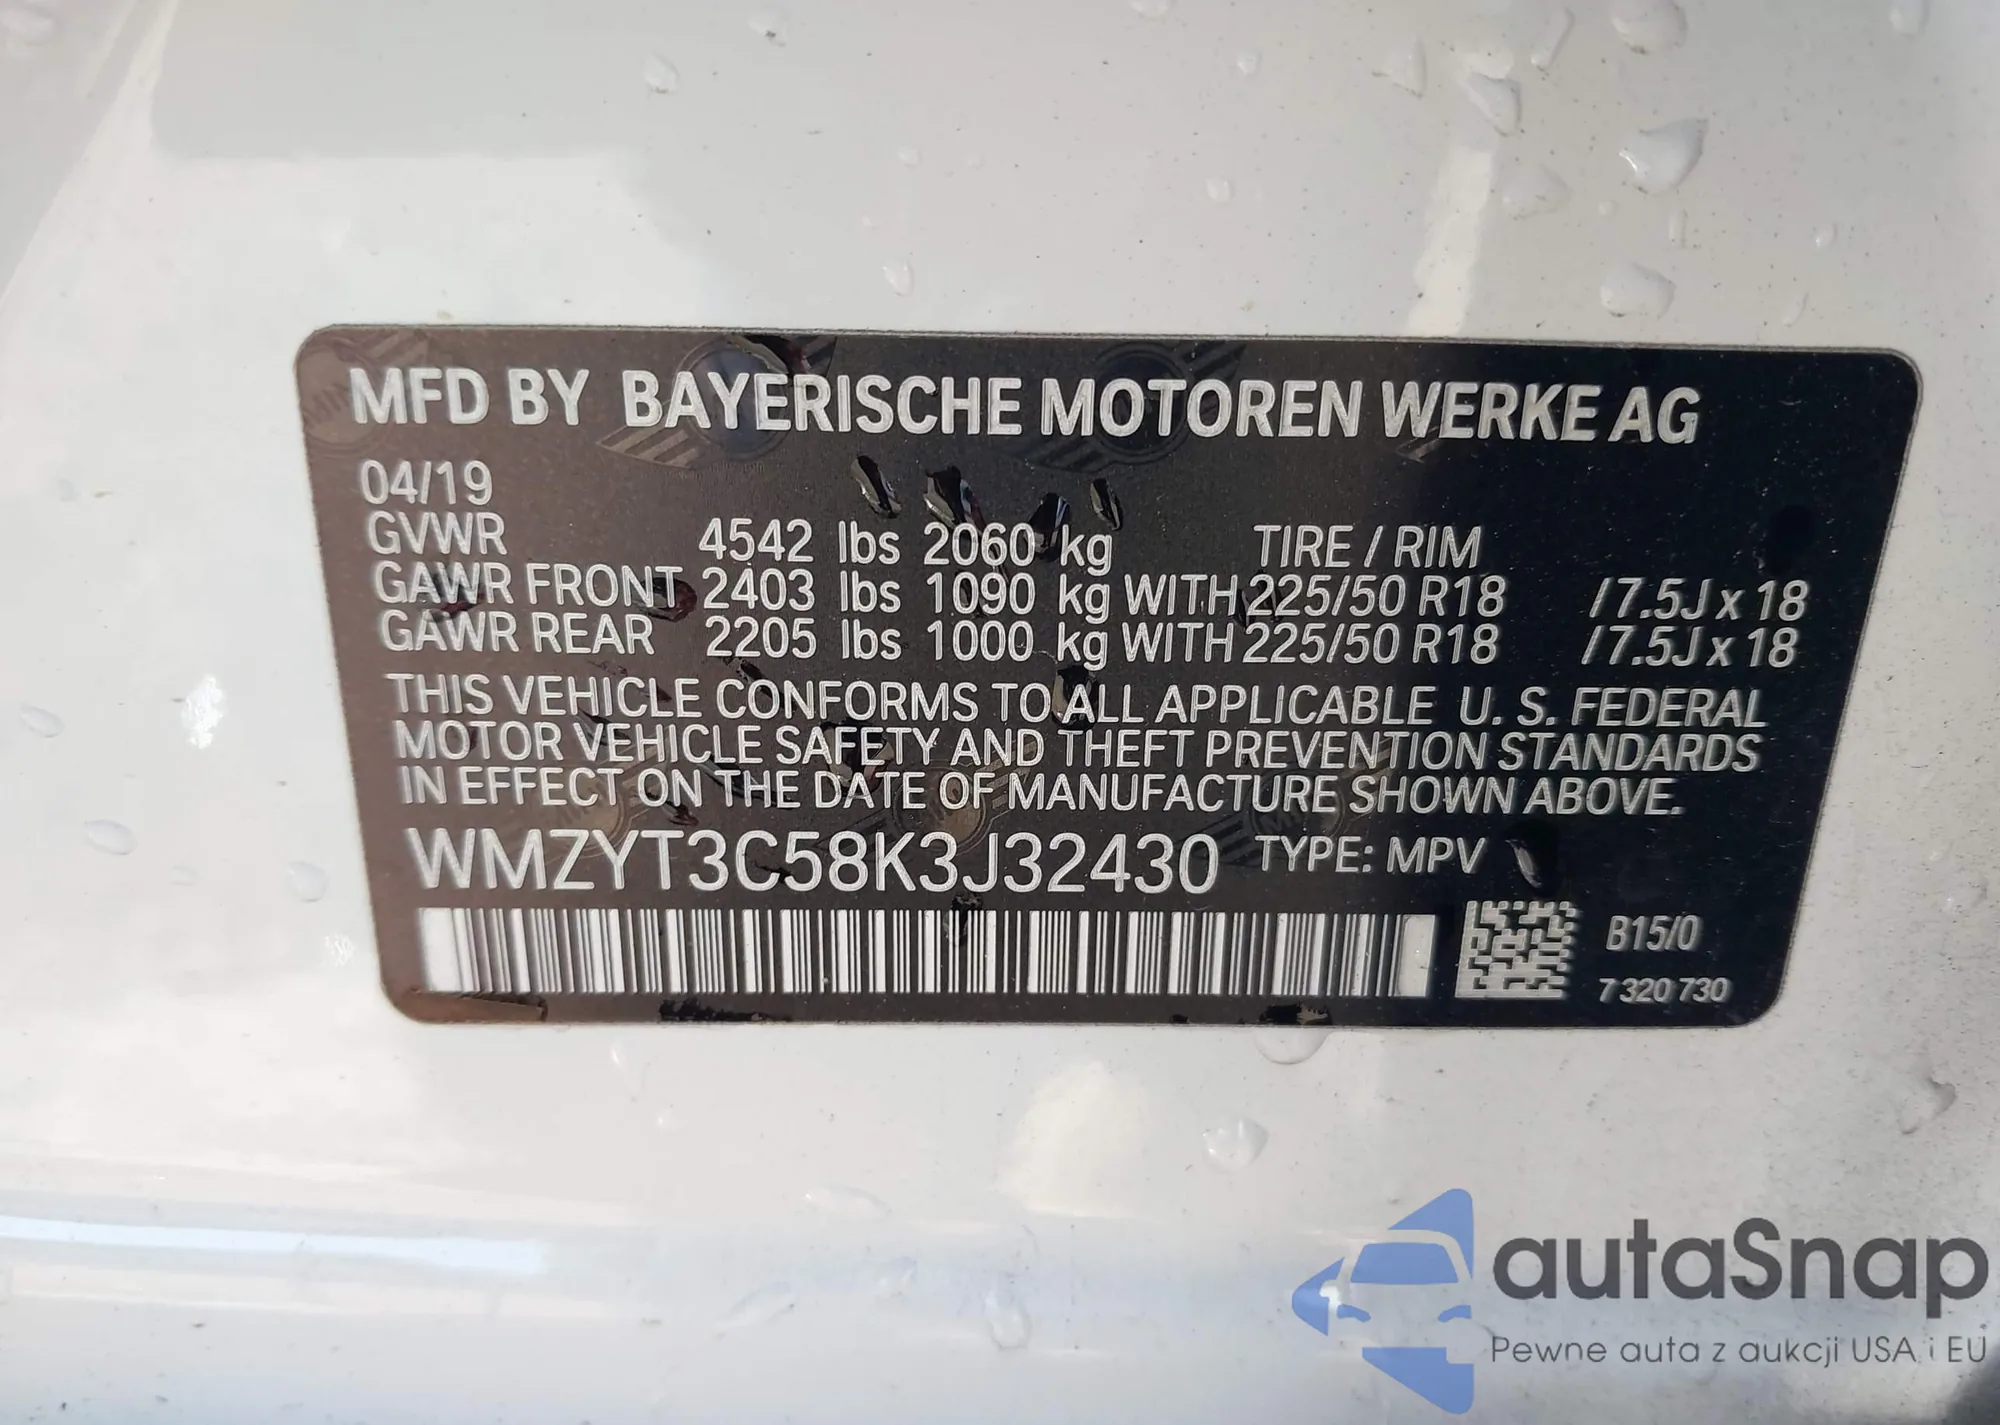 MFD BY BAYERISCHE MOTOREN WERKE AG
04/19
GVWR 4542 lbs 2060 kg TIRE / RIM
GAWR FRONT 2403 lbs 1090 kg WITH 225/50 R18 /7.5J x 18
GAWR REAR 2205 lbs 1000 kg WITH 225/50 R18 /7.5J x 18
THIS VEHICLE CONFORMS TO ALL APPLICABLE U. S. FEDERAL
MOTOR VEHICLE SAFETY AND THEFT PREVENTION STANDARDS
IN EFFECT ON THE DATE OF MANUFACTURE SHOWN ABOVE.
WMZYT3C58K3J32430 TYPE: MPV
B15/0
7 320 730
autaSnap
Pewne auta z aukcji USA i EU